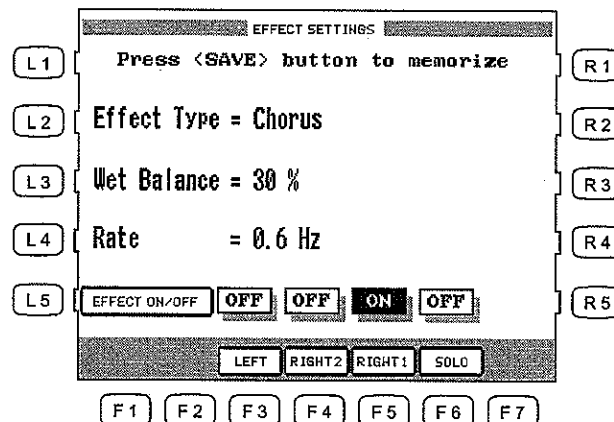 EFFECT SETTINGS
L1 Press <SAVE> button to memorize R1
L2 Effect Type = Chorus R2
L3 Wet Balance = 30 % R3
L4 Rate = 0.6 Hz R4
L5 EFFECT ON/OFF OFF OFF ON OFF R5
LEFT RIGHT2 RIGHT1 SOLO
F1 F2 F3 F4 F5 F6 F7